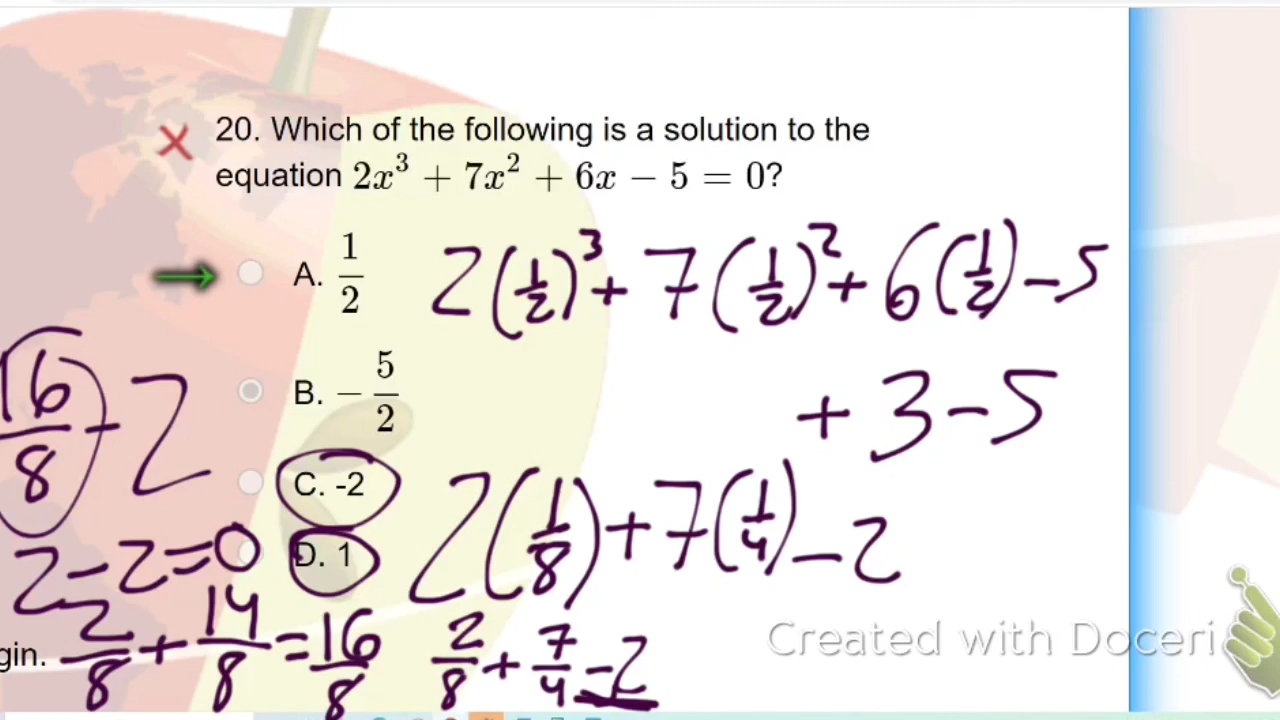 20. Which of the following is a solution to the
equation 2x³ + 7x² + 6x − 5 = 0?
A. 1/2
2(1/2)³ + 7(1/2)² + 6(1/2) − 5
B. − 5/2
+ 3 − 5
16/8 − 2
C. -2
2(1/8) + 7(1/4) − 2
2 − 2 = 0
D. 1
2/8 + 14/8 = 16/8
2/8 + 7/4 − 2
gin.
Created with Doceri